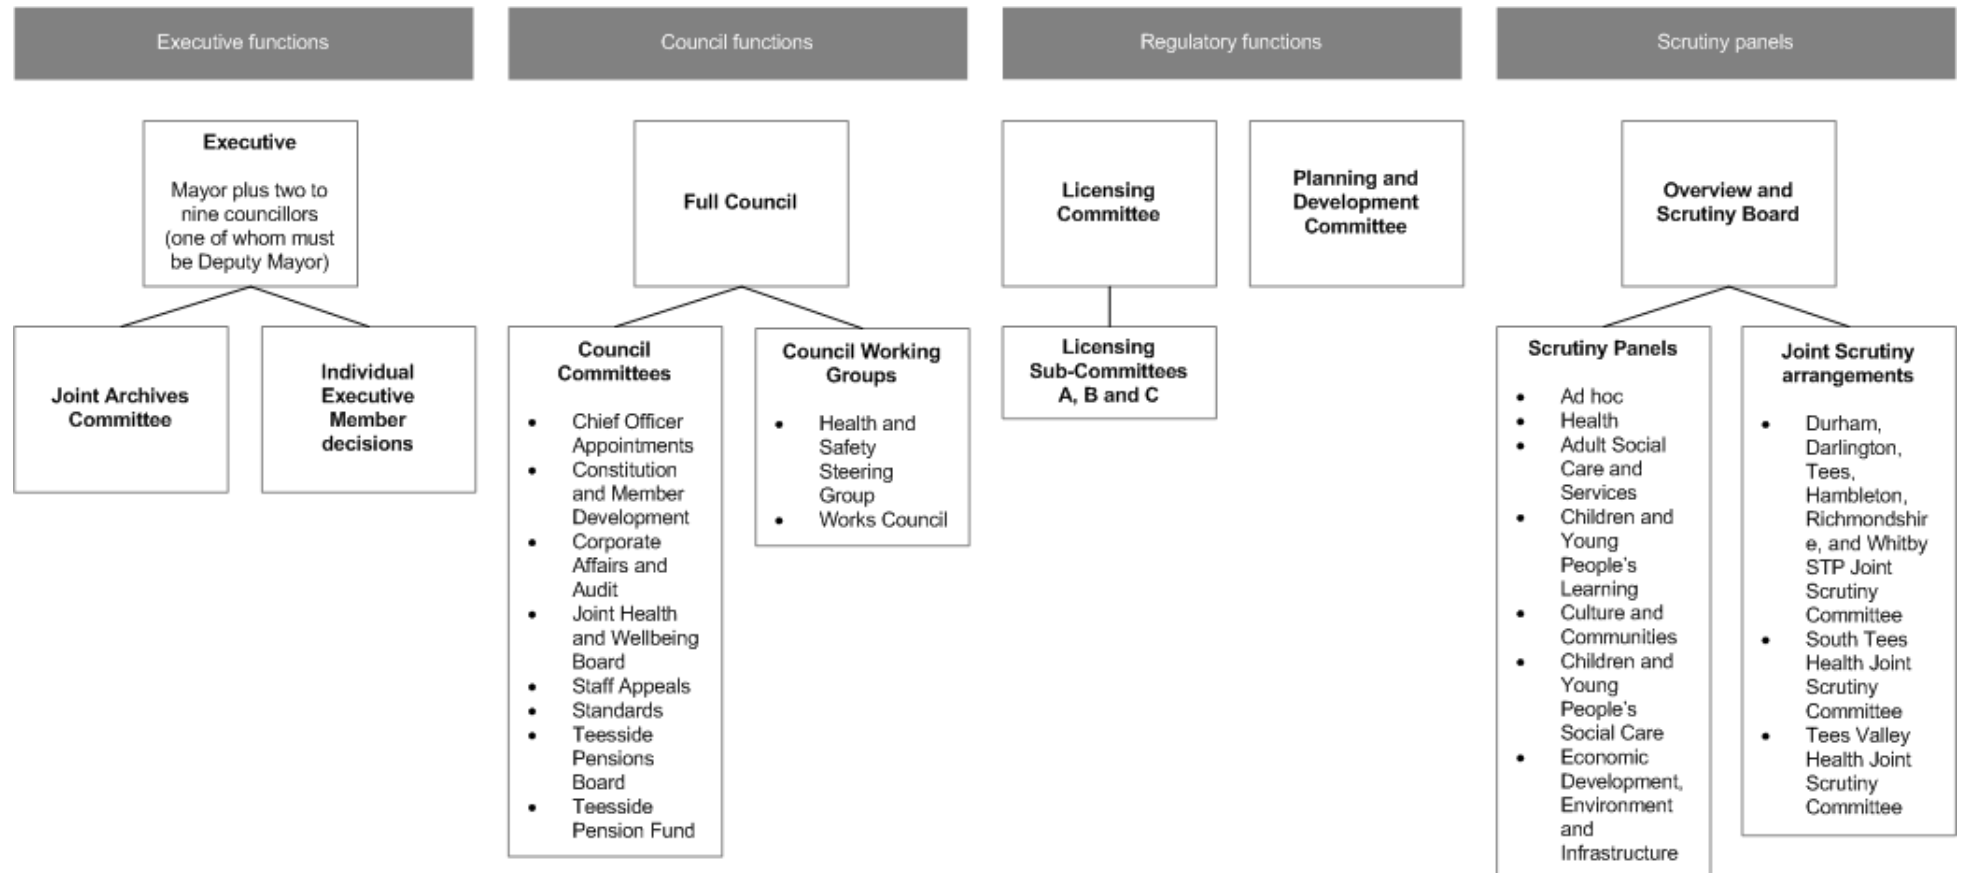 Executive functions
Council functions
Regulatory functions
Scrutiny panels
Executive
Mayor plus two to
nine councillors
(one of whom must
be Deputy Mayor)
Joint Archives
Committee
Individual
Executive
Member
decisions
Full Council
Council
Committees
• Chief Officer
Appointments
• Constitution
and Member
Development
• Corporate
Affairs and
Audit
• Joint Health
and Wellbeing
Board
• Staff Appeals
• Standards
• Teesside
Pensions
Board
• Teesside
Pension Fund
Council Working
Groups
• Health and
Safety
Steering
Group
• Works Council
Licensing
Committee
Licensing
Sub-Committees
A, B and C
Planning and
Development
Committee
Overview and
Scrutiny Board
Scrutiny Panels
• Ad hoc
• Health
• Adult Social
Care and
Services
• Children and
Young
People's
Learning
• Culture and
Communities
• Children and
Young
People's
Social Care
• Economic
Development,
Environment
and
Infrastructure
Joint Scrutiny
arrangements
• Durham,
Darlington,
Tees,
Hambleton,
Richmondshir
e, and Whitby
STP Joint
Scrutiny
Committee
• South Tees
Health Joint
Scrutiny
Committee
• Tees Valley
Health Joint
Scrutiny
Committee